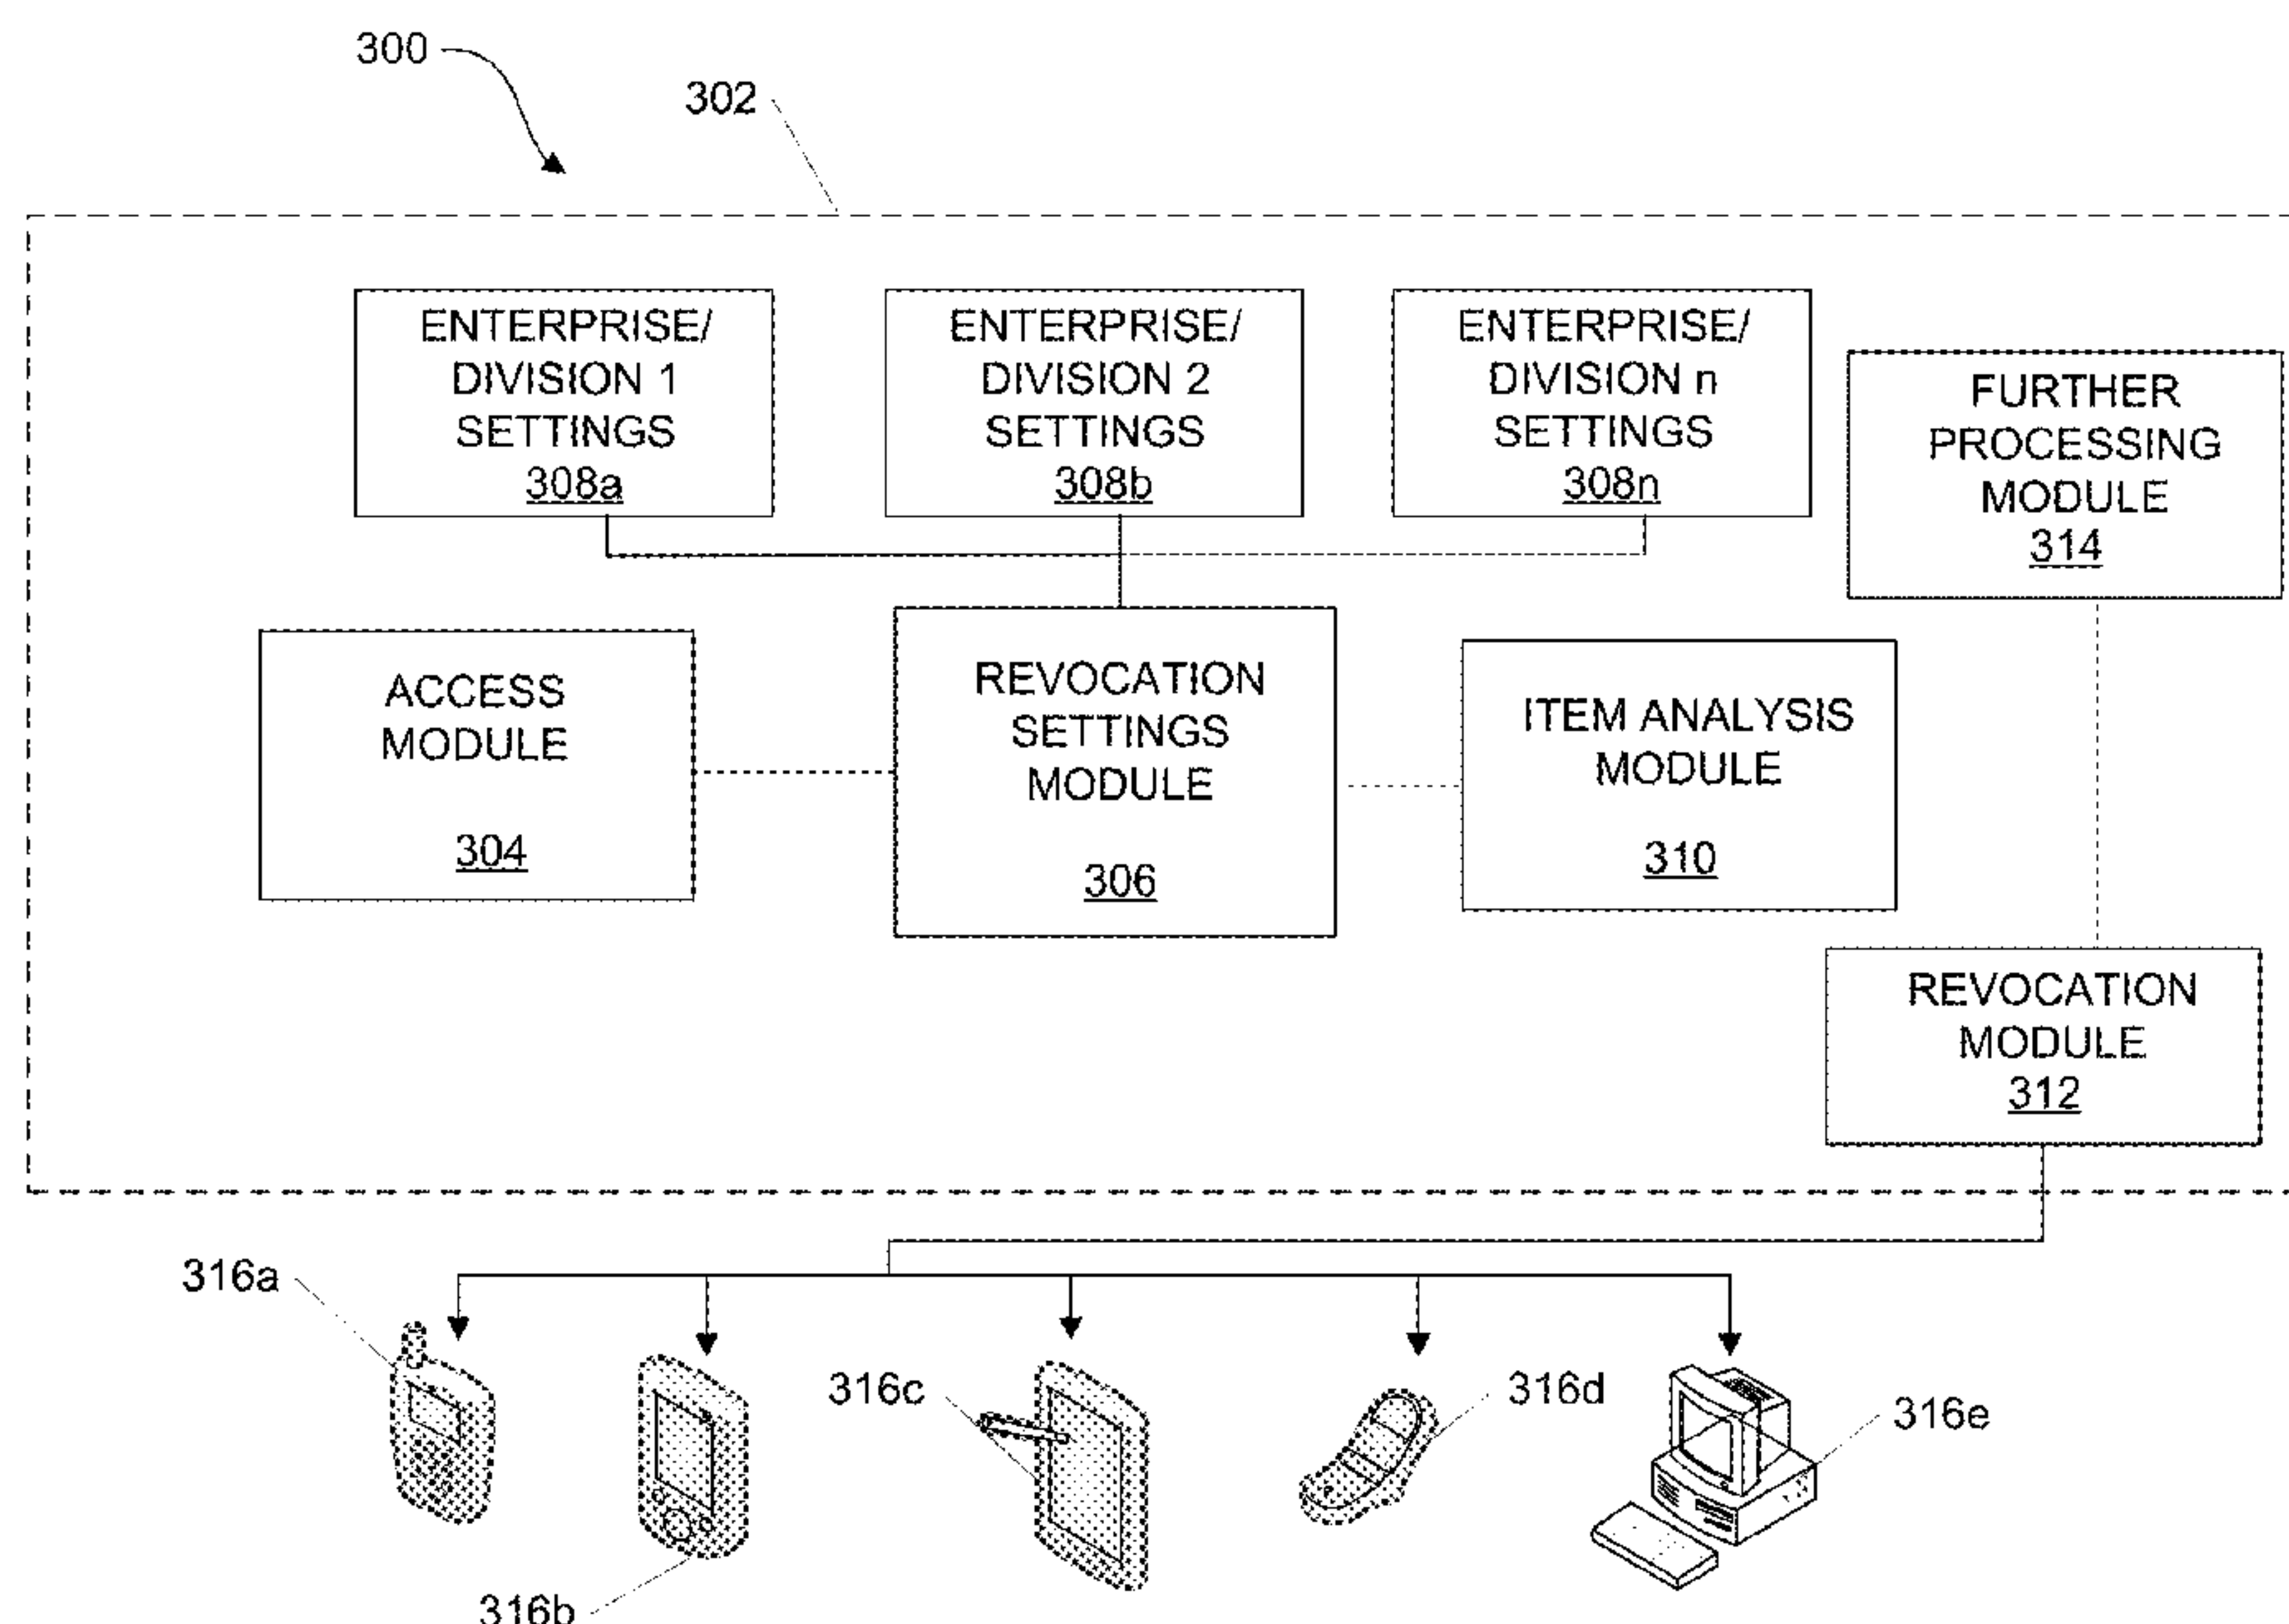 300
302
ENTERPRISE/
DIVISION 1
SETTINGS
308a
ENTERPRISE/
DIVISION 2
SETTINGS
308b
ENTERPRISE/
DIVISION n
SETTINGS
308n
FURTHER
PROCESSING
MODULE
314
ACCESS
MODULE
304
REVOCATION
SETTINGS
MODULE
306
ITEM ANALYSIS
MODULE
310
REVOCATION
MODULE
312
316a
316b
316c
316d
316e